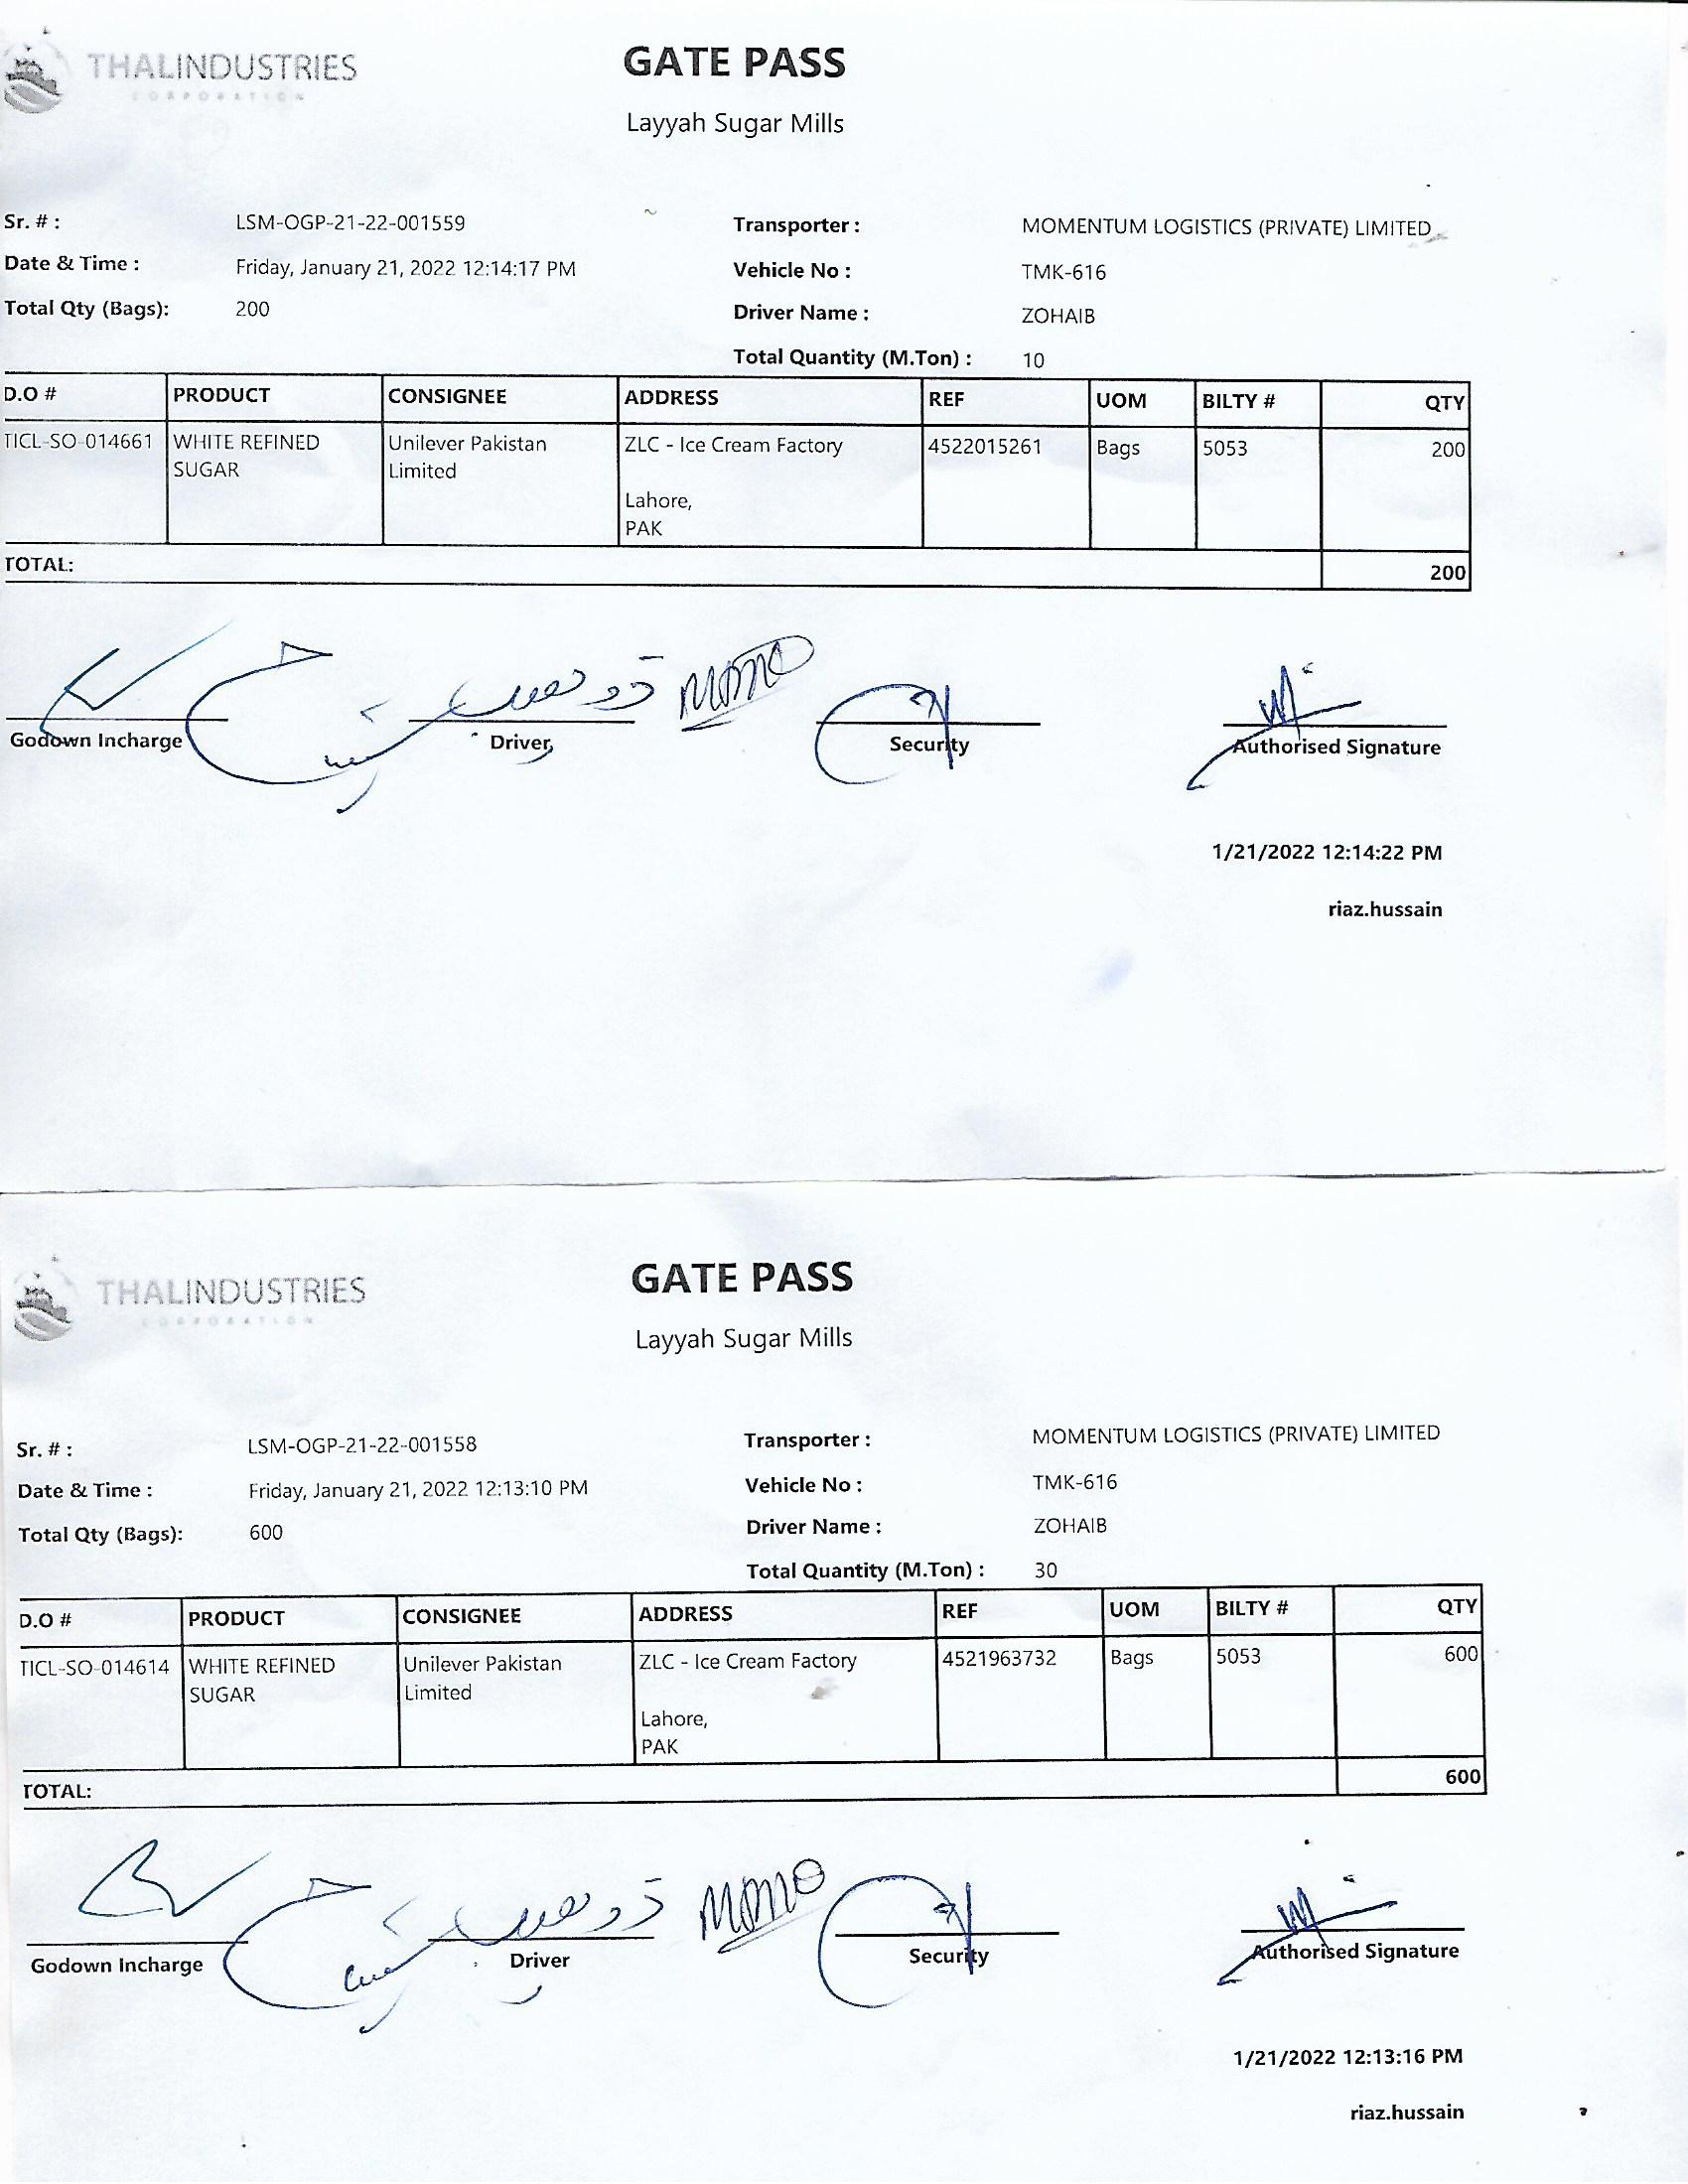 THALINDUSTRIES
CORPORATION
GATE PASS
Layyah Sugar Mills
Sr. # : LSM-OGP-21-22-001559 Transporter : MOMENTUM LOGISTICS (PRIVATE) LIMITED
Date & Time : Friday, January 21, 2022 12:14:17 PM Vehicle No : TMK-616
Total Qty (Bags): 200 Driver Name : ZOHAIB
Total Quantity (M.Ton) : 10
D.O # PRODUCT CONSIGNEE ADDRESS REF UOM BILTY # QTY
TICL-SO-014661 WHITE REFINED Unilever Pakistan ZLC - Ice Cream Factory 4522015261 Bags 5053 200
SUGAR Limited
Lahore,
PAK
TOTAL: 200
Godown Incharge Driver Security Authorised Signature
1/21/2022 12:14:22 PM
riaz.hussain
THALINDUSTRIES
CORPORATION
GATE PASS
Layyah Sugar Mills
Sr. # : LSM-OGP-21-22-001558 Transporter : MOMENTUM LOGISTICS (PRIVATE) LIMITED
Date & Time : Friday, January 21, 2022 12:13:10 PM Vehicle No : TMK-616
Total Qty (Bags): 600 Driver Name : ZOHAIB
Total Quantity (M.Ton) : 30
D.O # PRODUCT CONSIGNEE ADDRESS REF UOM BILTY # QTY
TICL-SO-014614 WHITE REFINED Unilever Pakistan ZLC - Ice Cream Factory 4521963732 Bags 5053 600
SUGAR Limited
Lahore,
PAK
TOTAL: 600
Godown Incharge Driver Security Authorised Signature
1/21/2022 12:13:16 PM
riaz.hussain